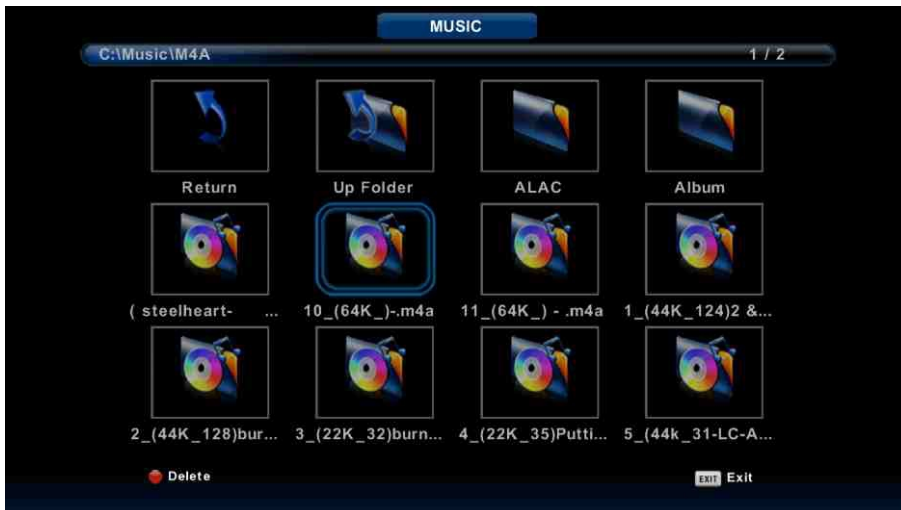 MUSIC
C:\Music\M4A 1 / 2
Return Up Folder ALAC Album
( steelheart- ... 10_(64K_)-.m4a 11_(64K_) - .m4a 1_(44K_124)2 &...
2_(44K_128)bur... 3_(22K_32)burn... 4_(22K_35)Putti... 5_(44k_31-LC-A...
Delete EXIT Exit